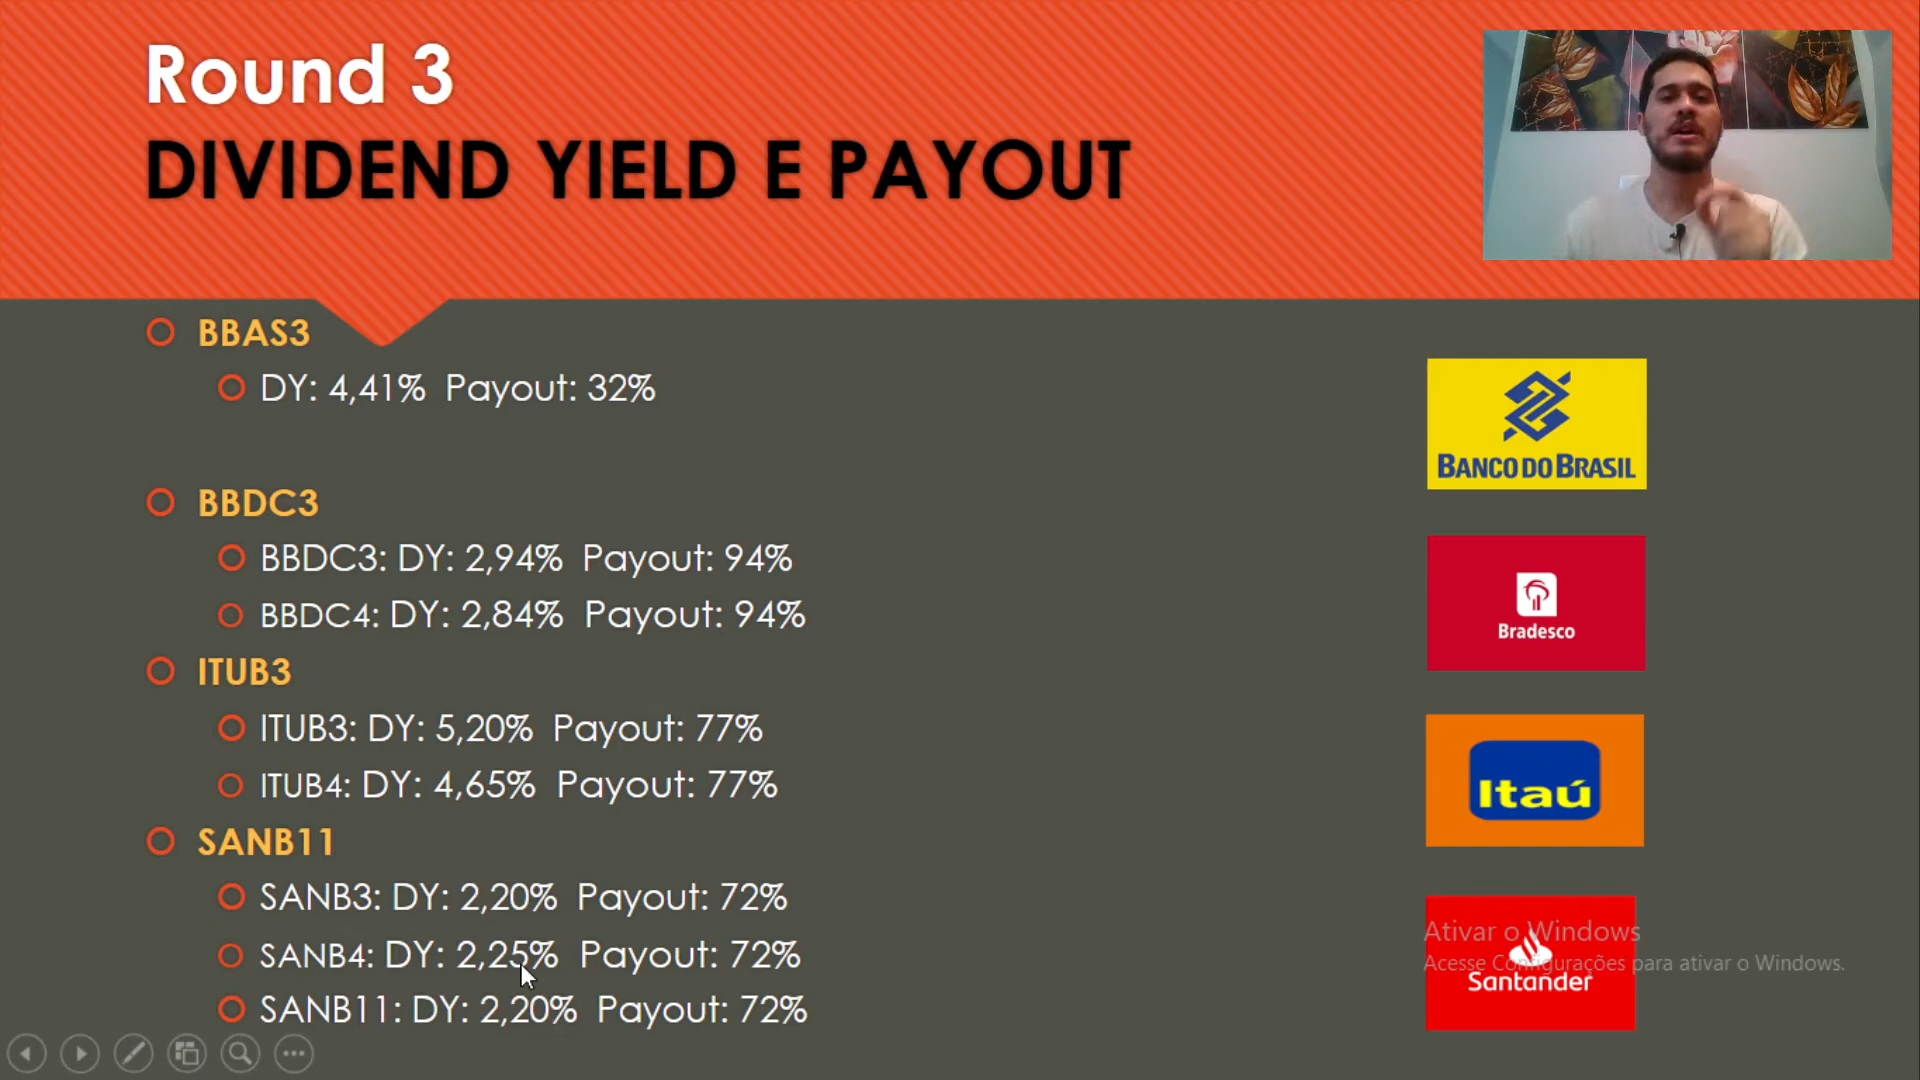 Round 3
DIVIDEND YIELD E PAYOUT
BBAS3
DY: 4,41% Payout: 32%
BANCO DO BRASIL
BBDC3
BBDC3: DY: 2,94% Payout: 94%
BBDC4: DY: 2,84% Payout: 94%
Bradesco
ITUB3
ITUB3: DY: 5,20% Payout: 77%
ITUB4: DY: 4,65% Payout: 77%
Itaú
SANB11
SANB3: DY: 2,20% Payout: 72%
SANB4: DY: 2,25% Payout: 72%
SANB11: DY: 2,20% Payout: 72%
Ativar o Windows
Acesse Configurações para ativar o Windows.
Santander